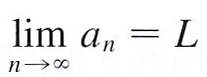 lim a_n = L
n→∞